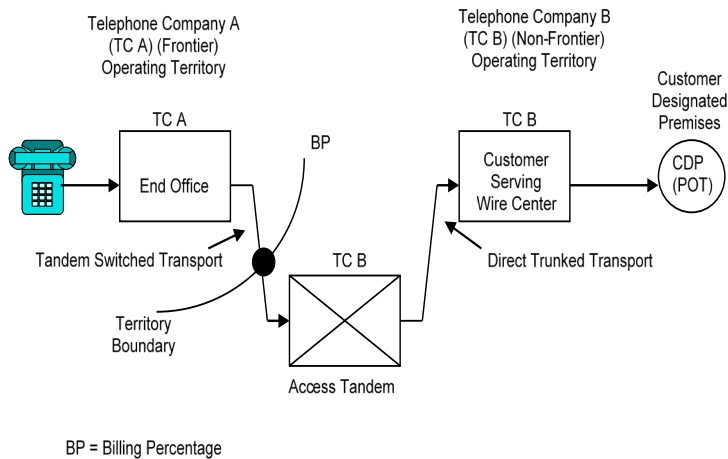 Telephone Company A
(TC A) (Frontier)
Operating Territory
Telephone Company B
(TC B) (Non-Frontier)
Operating Territory
Customer
Designated
Premises
TC A
End Office
BP
TC B
Customer
Serving
Wire Center
CDP
(POT)
Tandem Switched Transport
TC B
Direct Trunked Transport
Territory
Boundary
Access Tandem
BP = Billing Percentage